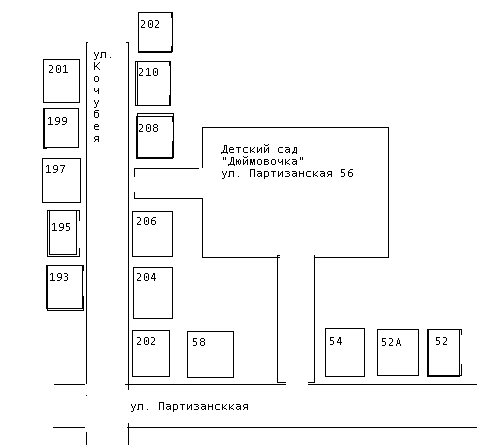 202
ул.
К
о
ч
у
б
е
я
201
210
199
208
Детский сад
"Дюймовочка"
ул. Партизанская 56
197
206
195
204
193
202
58
54
52А
52
ул. Партизансккая